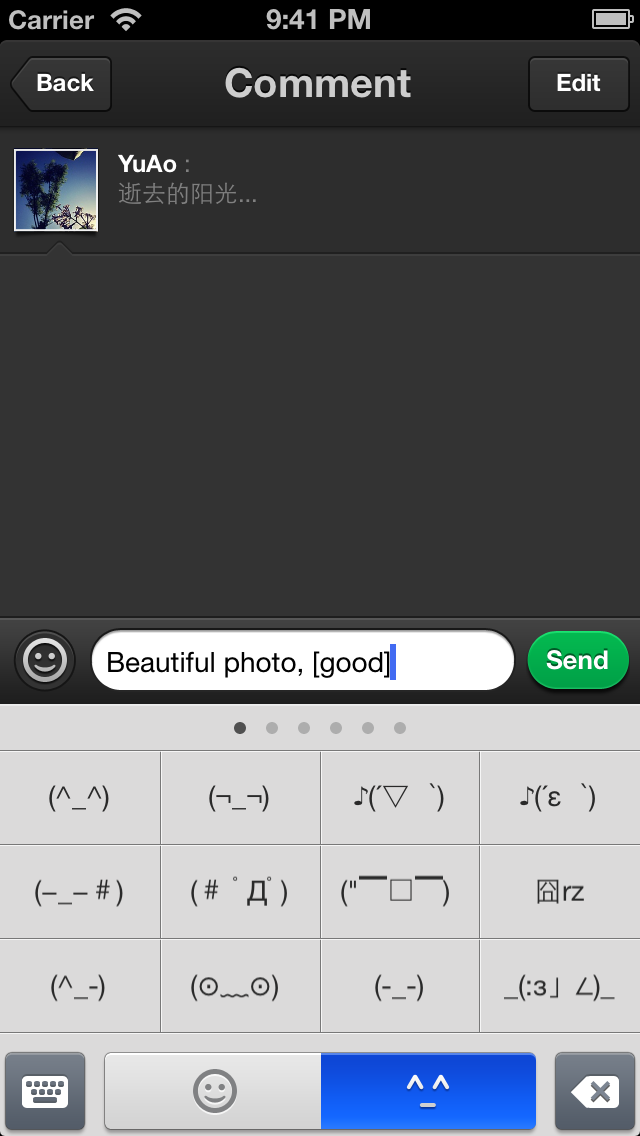 Carrier 9:41 PM
Back Comment Edit
YuAo :
逝去的阳光...
Beautiful photo, [good] Send
(^_^) (¬_¬) ♪(´▽｀) ♪(´ε｀)
(–_–#) (#ﾟДﾟ) ("￣□￣) 囧rz
(^_-) (⊙﹏⊙) (-_-) _(:з」∠)_
^_^